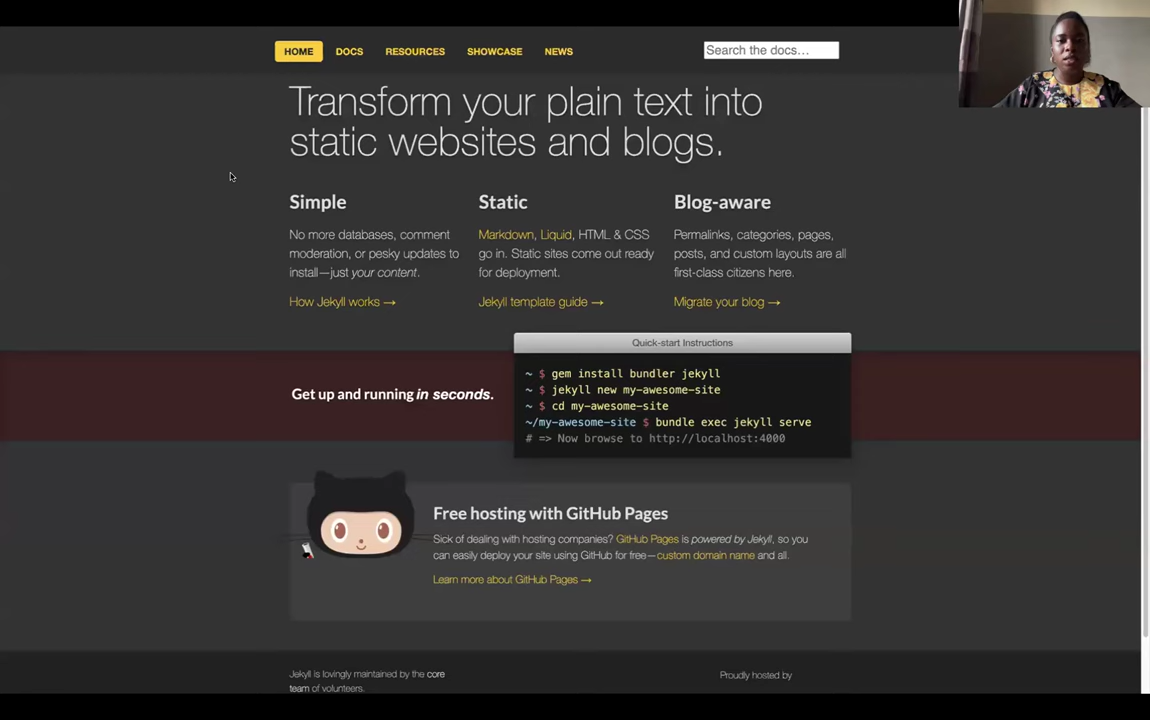 HOME DOCS RESOURCES SHOWCASE NEWS Search the docs...
Transform your plain text into
static websites and blogs.
Simple
No more databases, comment
moderation, or pesky updates to
install—just your content.
How Jekyll works →
Static
Markdown, Liquid, HTML & CSS
go in. Static sites come out ready
for deployment.
Jekyll template guide →
Blog-aware
Permalinks, categories, pages,
posts, and custom layouts are all
first-class citizens here.
Migrate your blog →
Get up and running in seconds.
Quick-start Instructions
~ $ gem install bundler jekyll
~ $ jekyll new my-awesome-site
~ $ cd my-awesome-site
~/my-awesome-site $ bundle exec jekyll serve
# => Now browse to http://localhost:4000
Free hosting with GitHub Pages
Sick of dealing with hosting companies? GitHub Pages is powered by Jekyll, so you
can easily deploy your site using GitHub for free—custom domain name and all.
Learn more about GitHub Pages →
Jekyll is lovingly maintained by the core
team of volunteers.
Proudly hosted by